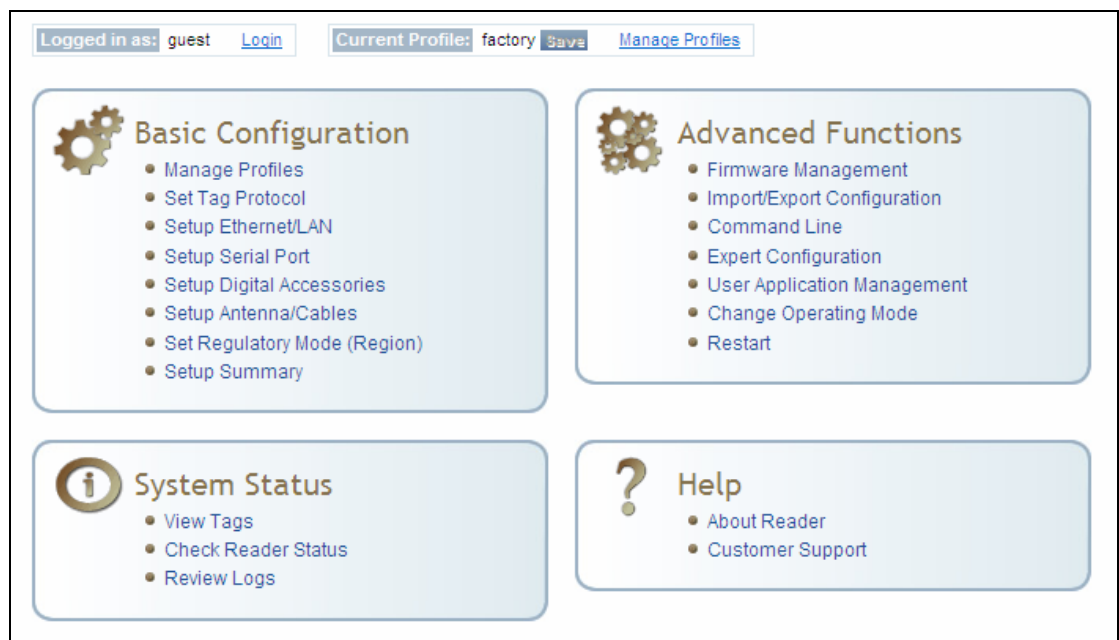 Logged in as: guest Login Current Profile: factory Save Manage Profiles
Basic Configuration
Manage Profiles
Set Tag Protocol
Setup Ethernet/LAN
Setup Serial Port
Setup Digital Accessories
Setup Antenna/Cables
Set Regulatory Mode (Region)
Setup Summary
Advanced Functions
Firmware Management
Import/Export Configuration
Command Line
Expert Configuration
User Application Management
Change Operating Mode
Restart
System Status
View Tags
Check Reader Status
Review Logs
Help
About Reader
Customer Support